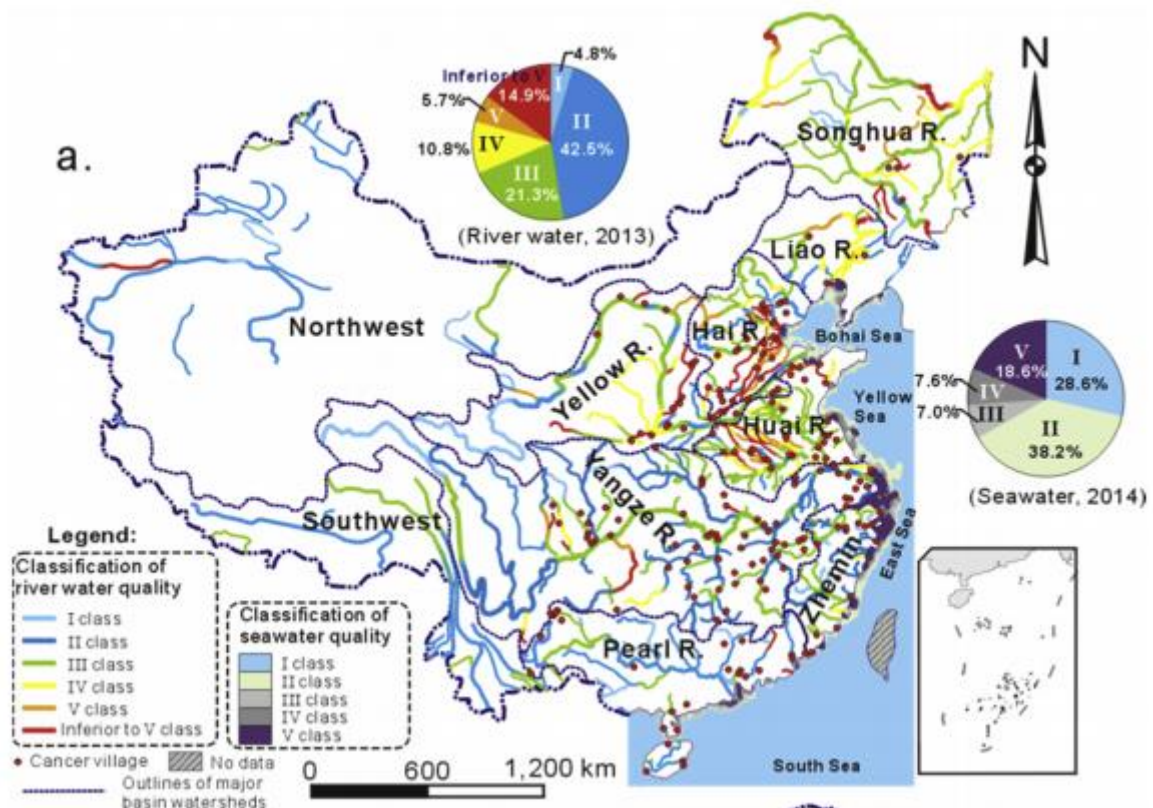 a.
N
4.8%
Inferior to V
14.9%
I
5.7%
V
II
42.5%
10.8%
IV
III
21.3%
(River water, 2013)
Songhua R.
Liao R.
Northwest
Hai R.
Bohai Sea
Yellow R.
Yellow
Sea
Huai R.
V
18.6%
I
28.6%
7.6%
IV
7.0%
III
II
38.2%
(Seawater, 2014)
Yangze R.
Southwest
East Sea
Zhemin
Pearl R.
South Sea
Legend:
Classification of
river water quality
I class
II class
III class
IV class
V class
Inferior to V class
Classification of
seawater quality
I class
II class
III class
IV class
V class
Cancer village
No data
Outlines of major
basin watersheds
0
600
1,200 km